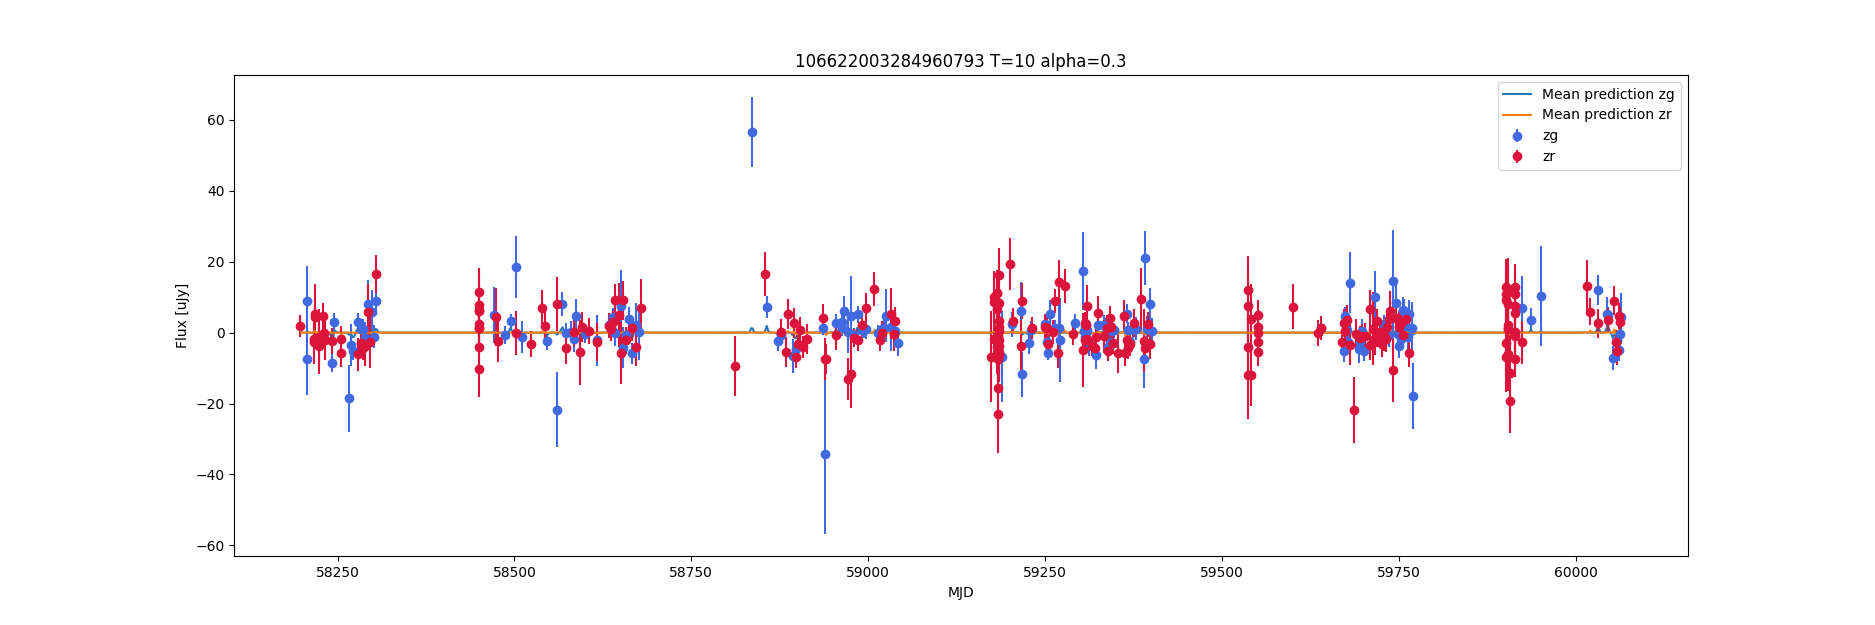 106622003284960793 T=10 alpha=0.3
Mean prediction zg
Mean prediction zr
zg
zr
60
40
20
0
−20
−40
−60
Flux [uJy]
58250
58500
58750
59000
59250
59500
59750
60000
MJD